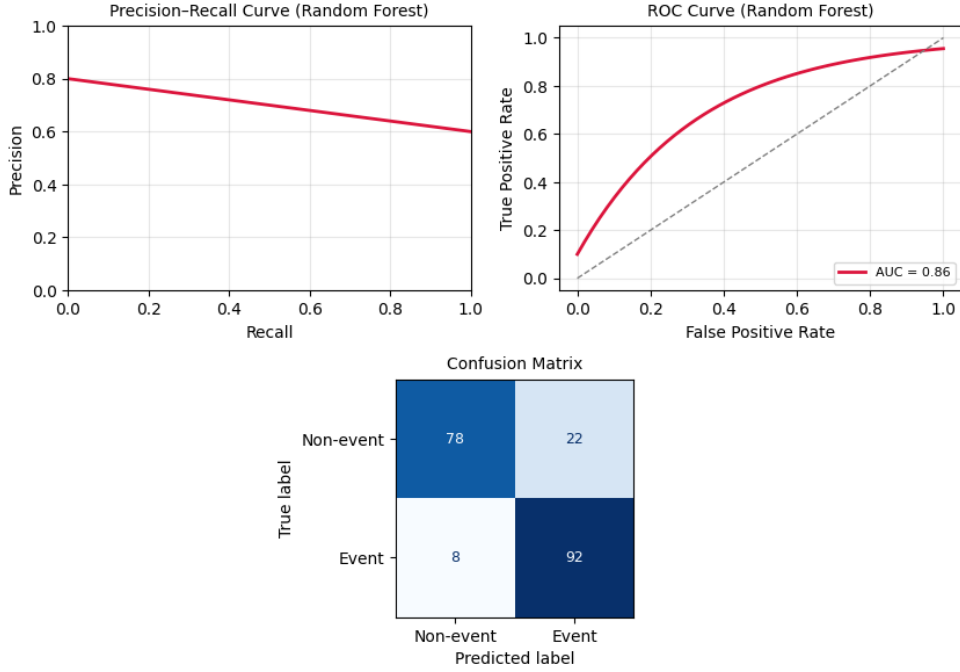 Precision–Recall Curve (Random Forest)
1.0
0.8
0.6
0.4
0.2
0.0
Precision
0.0 0.2 0.4 0.6 0.8 1.0
Recall
ROC Curve (Random Forest)
1.0
0.8
0.6
0.4
0.2
0.0
True Positive Rate
AUC = 0.86
0.0 0.2 0.4 0.6 0.8 1.0
False Positive Rate
Confusion Matrix
True label
Non-event 78 22
Event 8 92
Non-event Event
Predicted label